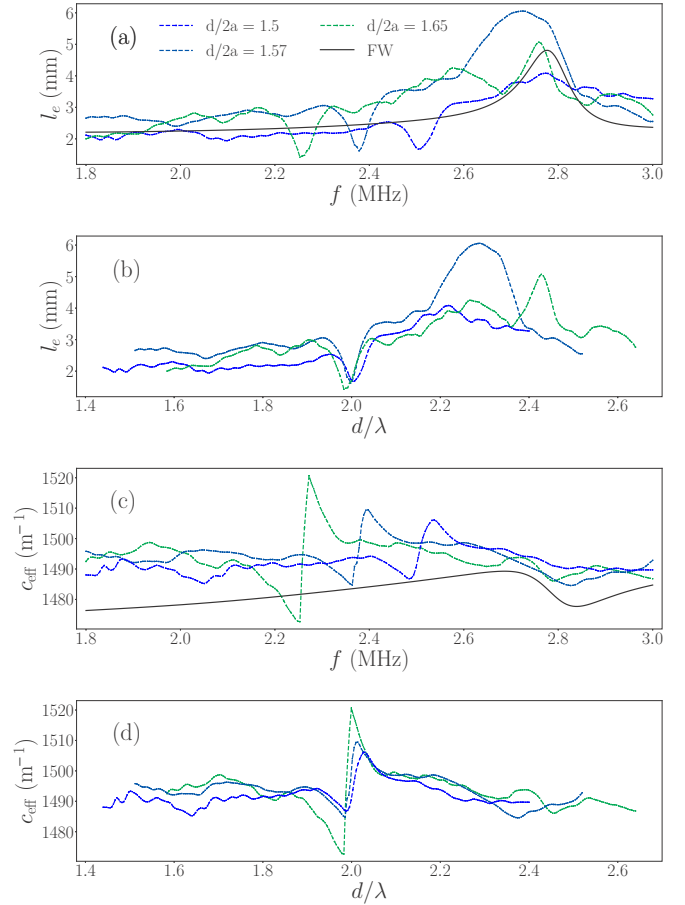 (a)
d/2a = 1.5
d/2a = 1.57
d/2a = 1.65
FW
6
5
4
3
2
l_e (mm)
1.8 2.0 2.2 2.4 2.6 2.8 3.0
f (MHz)
(b)
6
5
4
3
2
l_e (mm)
1.4 1.6 1.8 2.0 2.2 2.4 2.6
d/λ
(c)
1520
1510
1500
1490
1480
c_eff (m⁻¹)
1.8 2.0 2.2 2.4 2.6 2.8 3.0
f (MHz)
(d)
1520
1510
1500
1490
1480
c_eff (m⁻¹)
1.4 1.6 1.8 2.0 2.2 2.4 2.6
d/λ